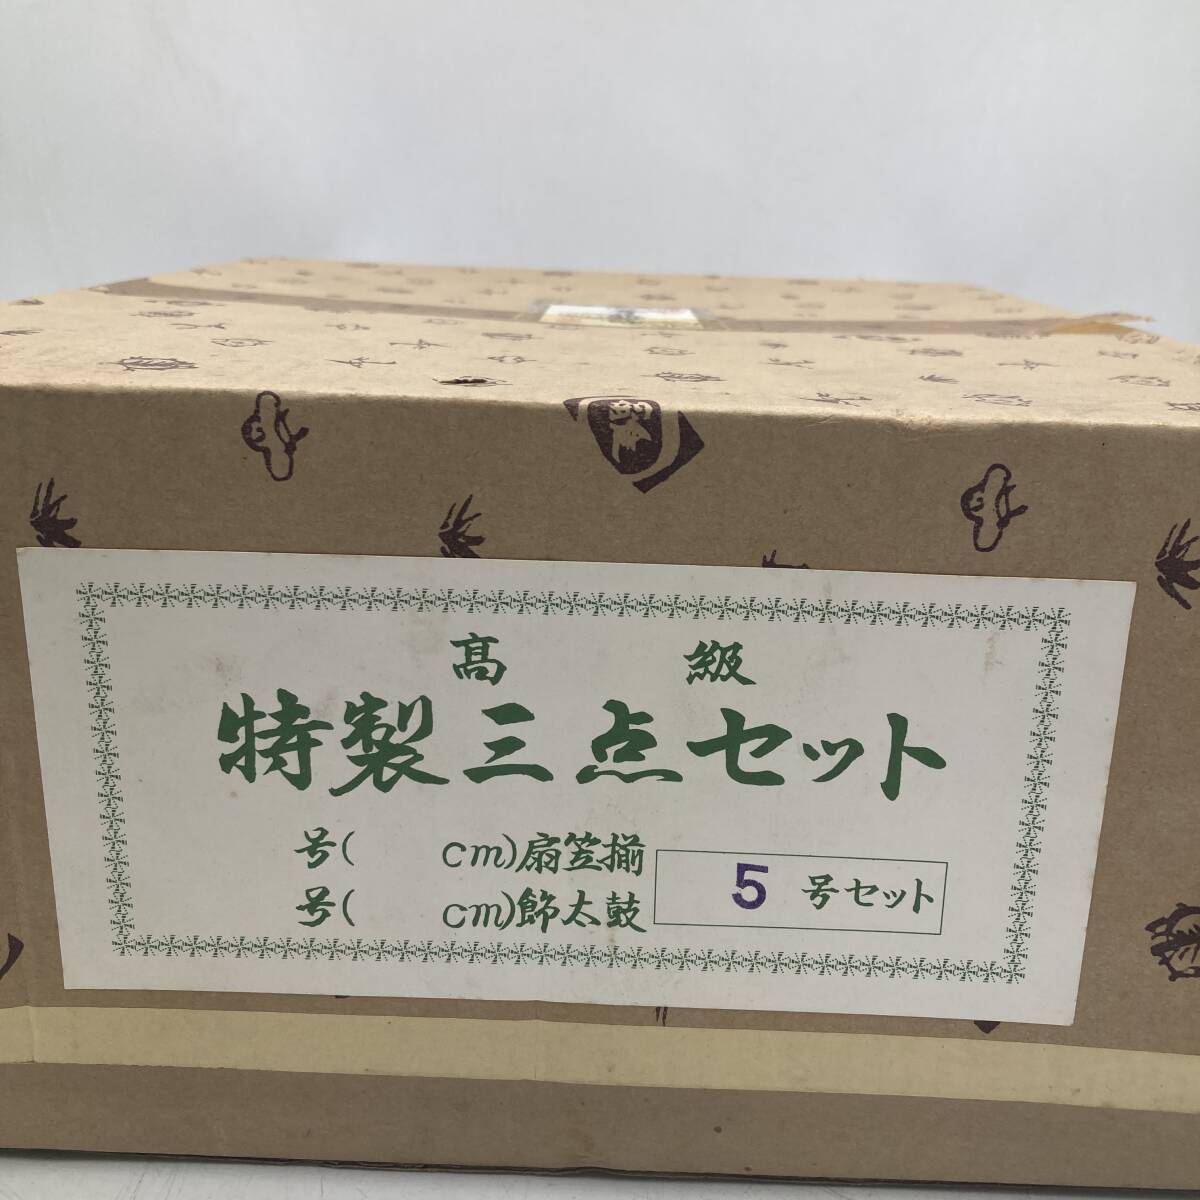 高級
特製三点セット
号( cm)扇笠揃
号( cm)飾太鼓
5号セット